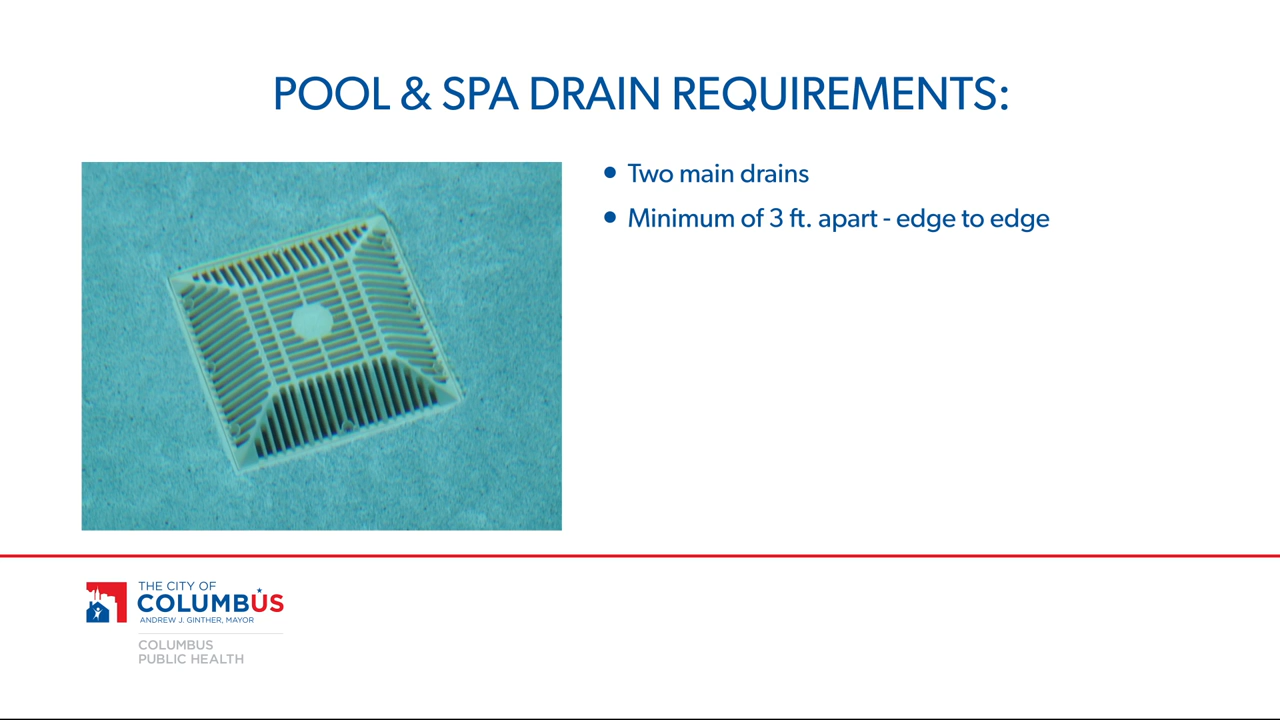 POOL & SPA DRAIN REQUIREMENTS:
• Two main drains
• Minimum of 3 ft. apart - edge to edge
THE CITY OF
COLUMBUS
ANDREW J. GINTHER, MAYOR
COLUMBUS
PUBLIC HEALTH